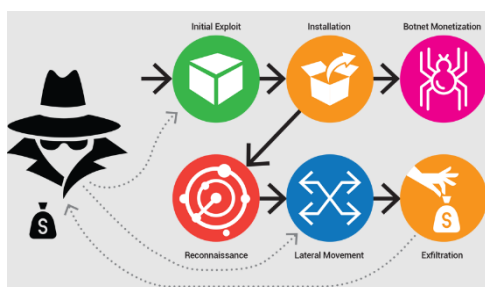 Initial Exploit
Installation
Botnet Monetization
$
$
Reconnaissance
Lateral Movement
Exfiltration